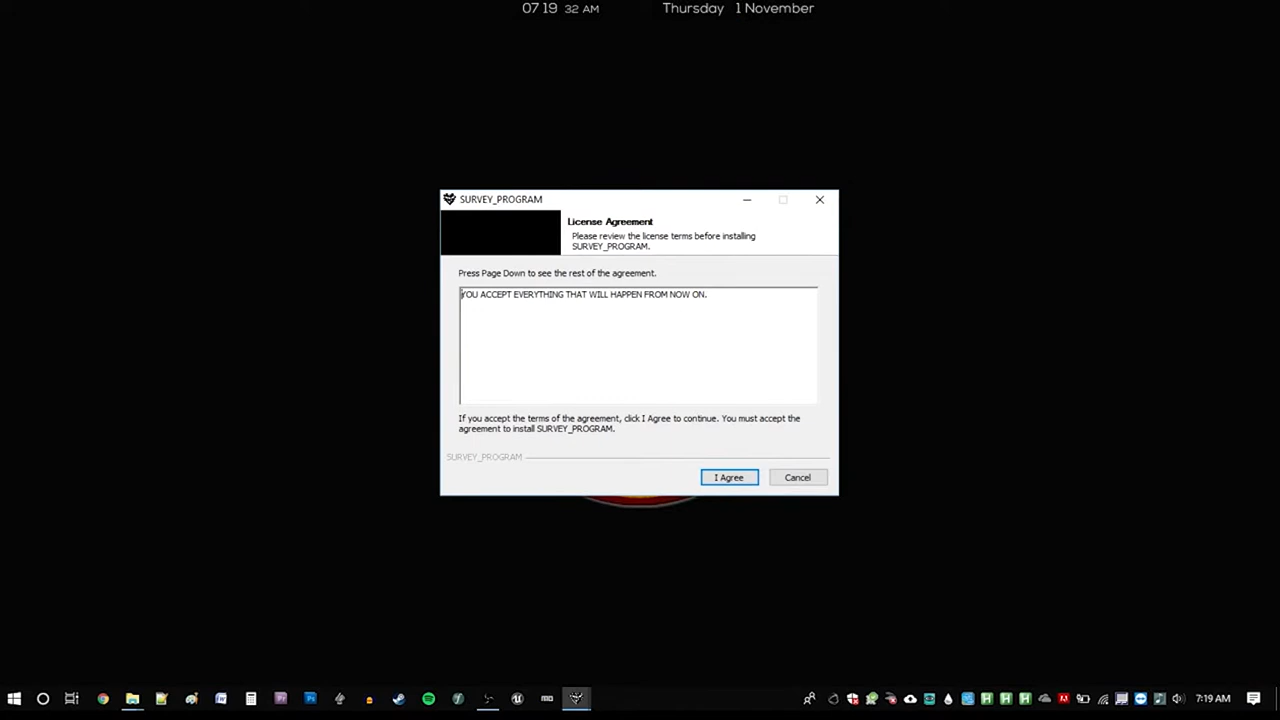 07 19 32 AM Thursday 1 November
SURVEY_PROGRAM
License Agreement
Please review the license terms before installing
SURVEY_PROGRAM.
Press Page Down to see the rest of the agreement.
YOU ACCEPT EVERYTHING THAT WILL HAPPEN FROM NOW ON.
If you accept the terms of the agreement, click I Agree to continue. You must accept the
agreement to install SURVEY_PROGRAM.
SURVEY_PROGRAM
I Agree Cancel
7:19 AM